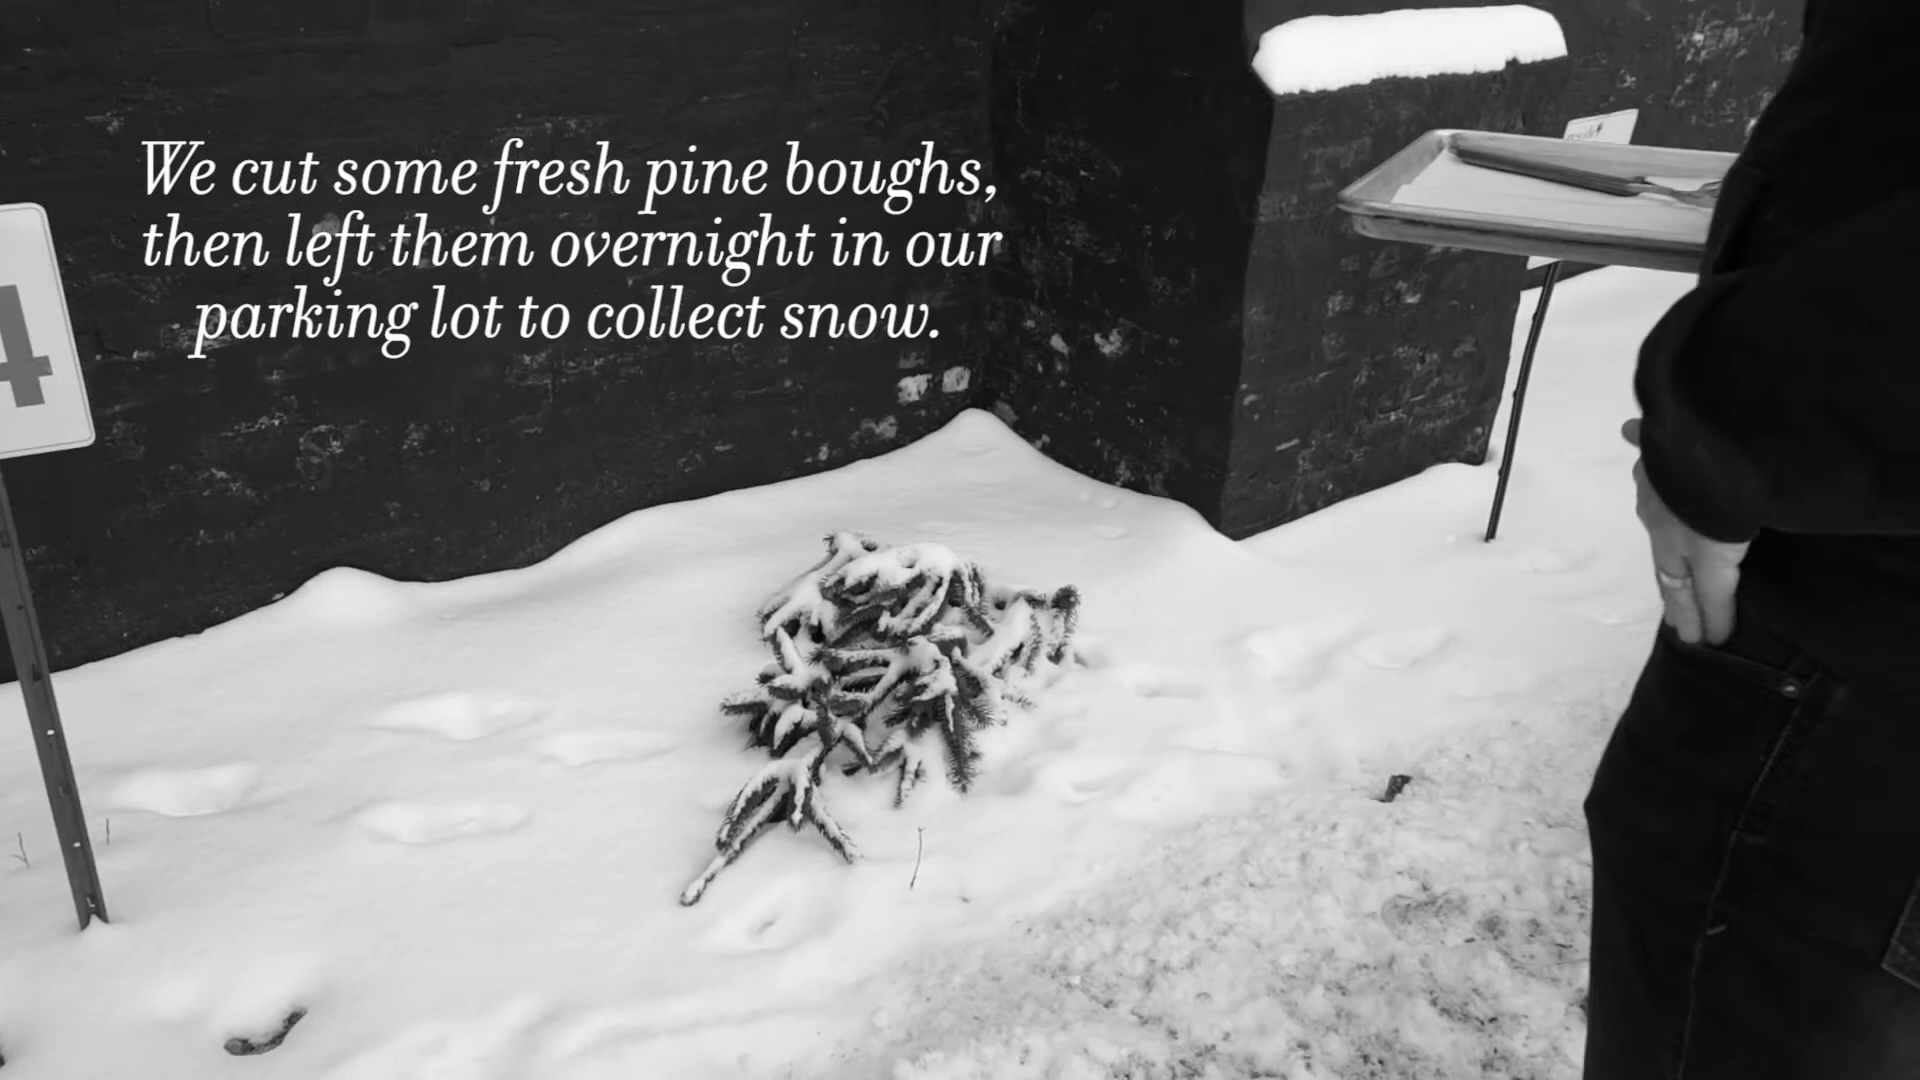 We cut some fresh pine boughs,
then left them overnight in our
parking lot to collect snow.
4